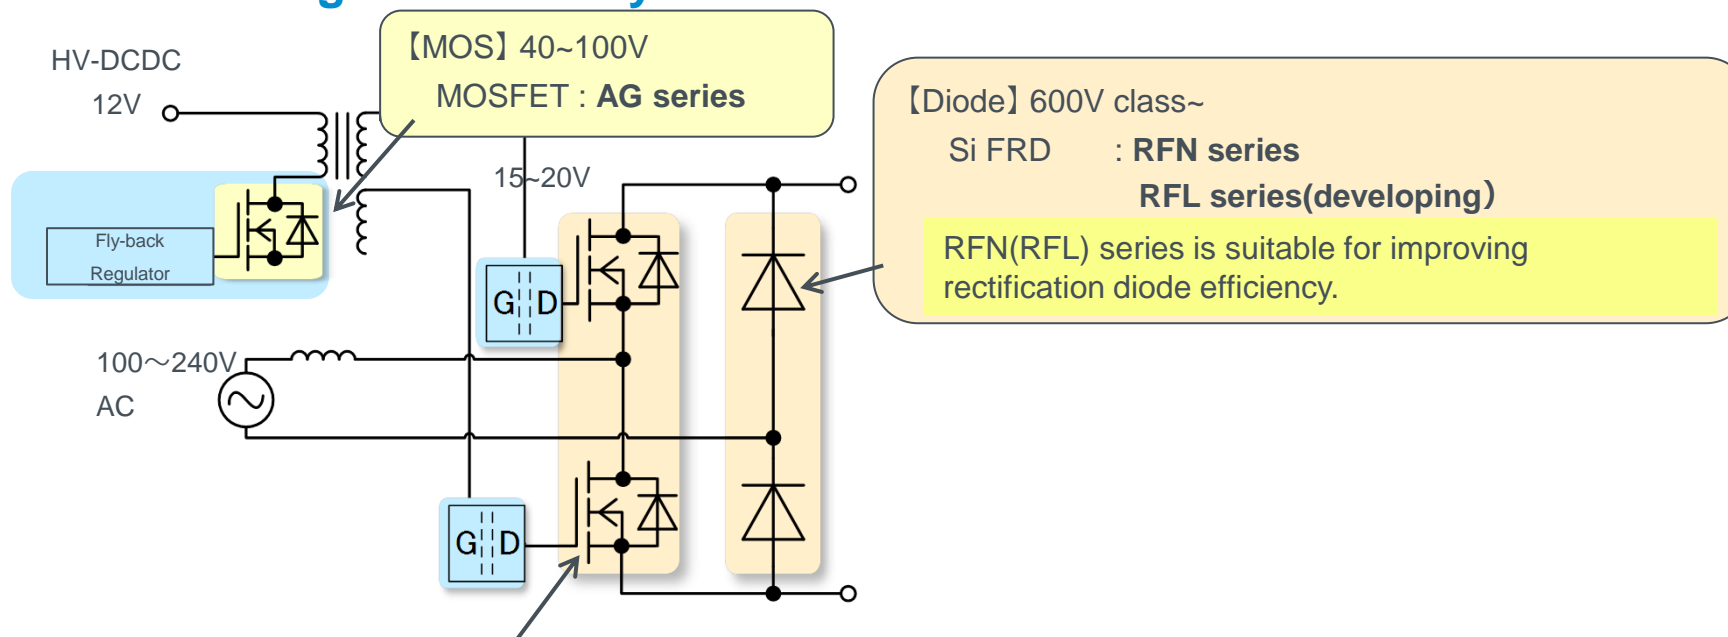 HV-DCDC
12V
【MOS】 40~100V
MOSFET : AG series
【Diode】 600V class~
Si FRD : RFN series
RFL series(developing）
RFN(RFL) series is suitable for improving
rectification diode efficiency.
15~20V
Fly-back
Regulator
G D
100～240V
AC
G D